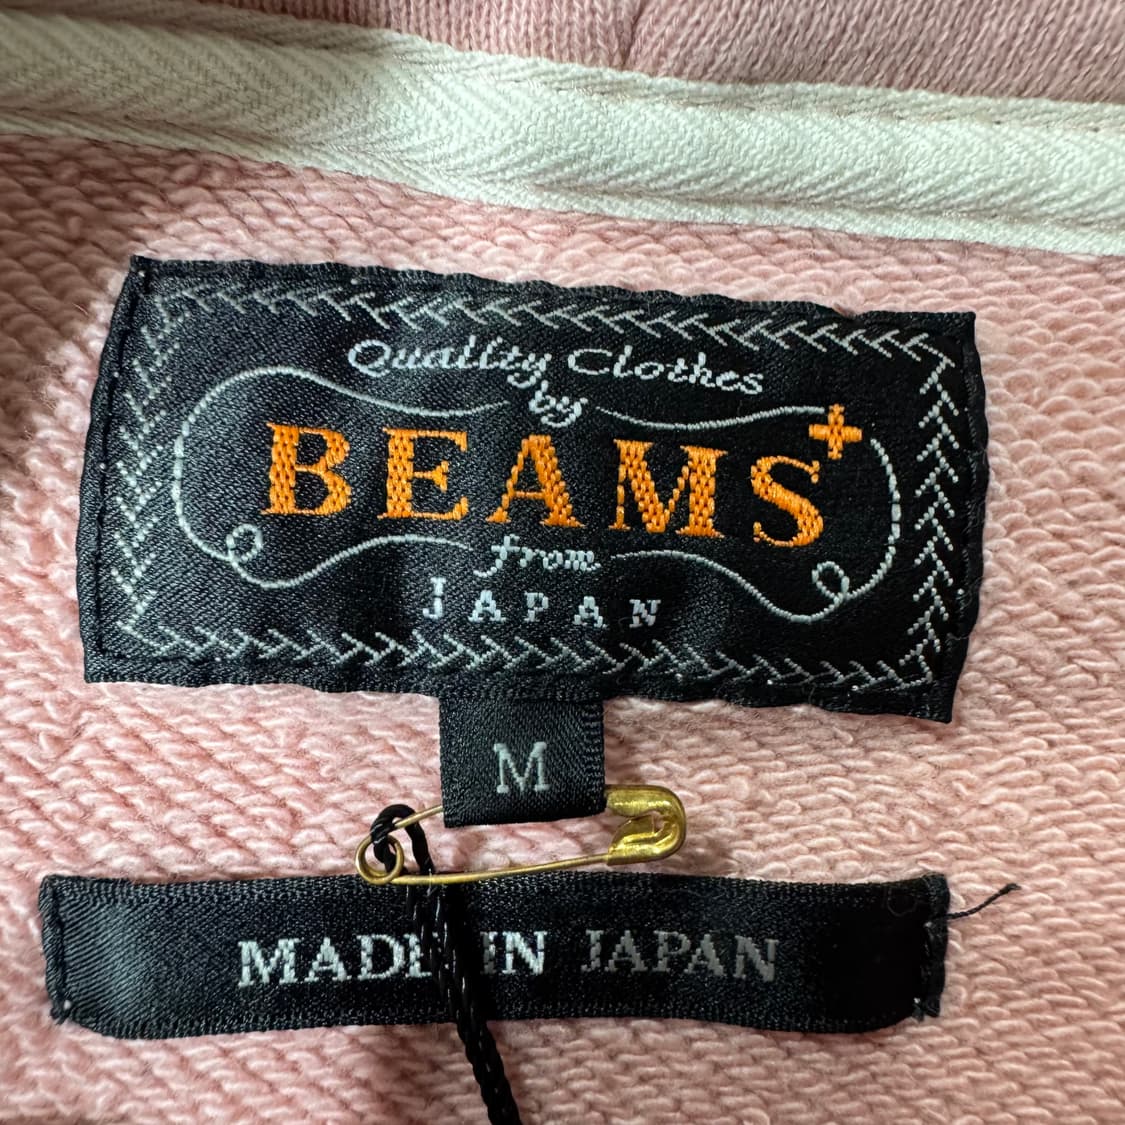 Quality Clothes
by
BEAMS+
from
JAPAN
M
MADE IN JAPAN